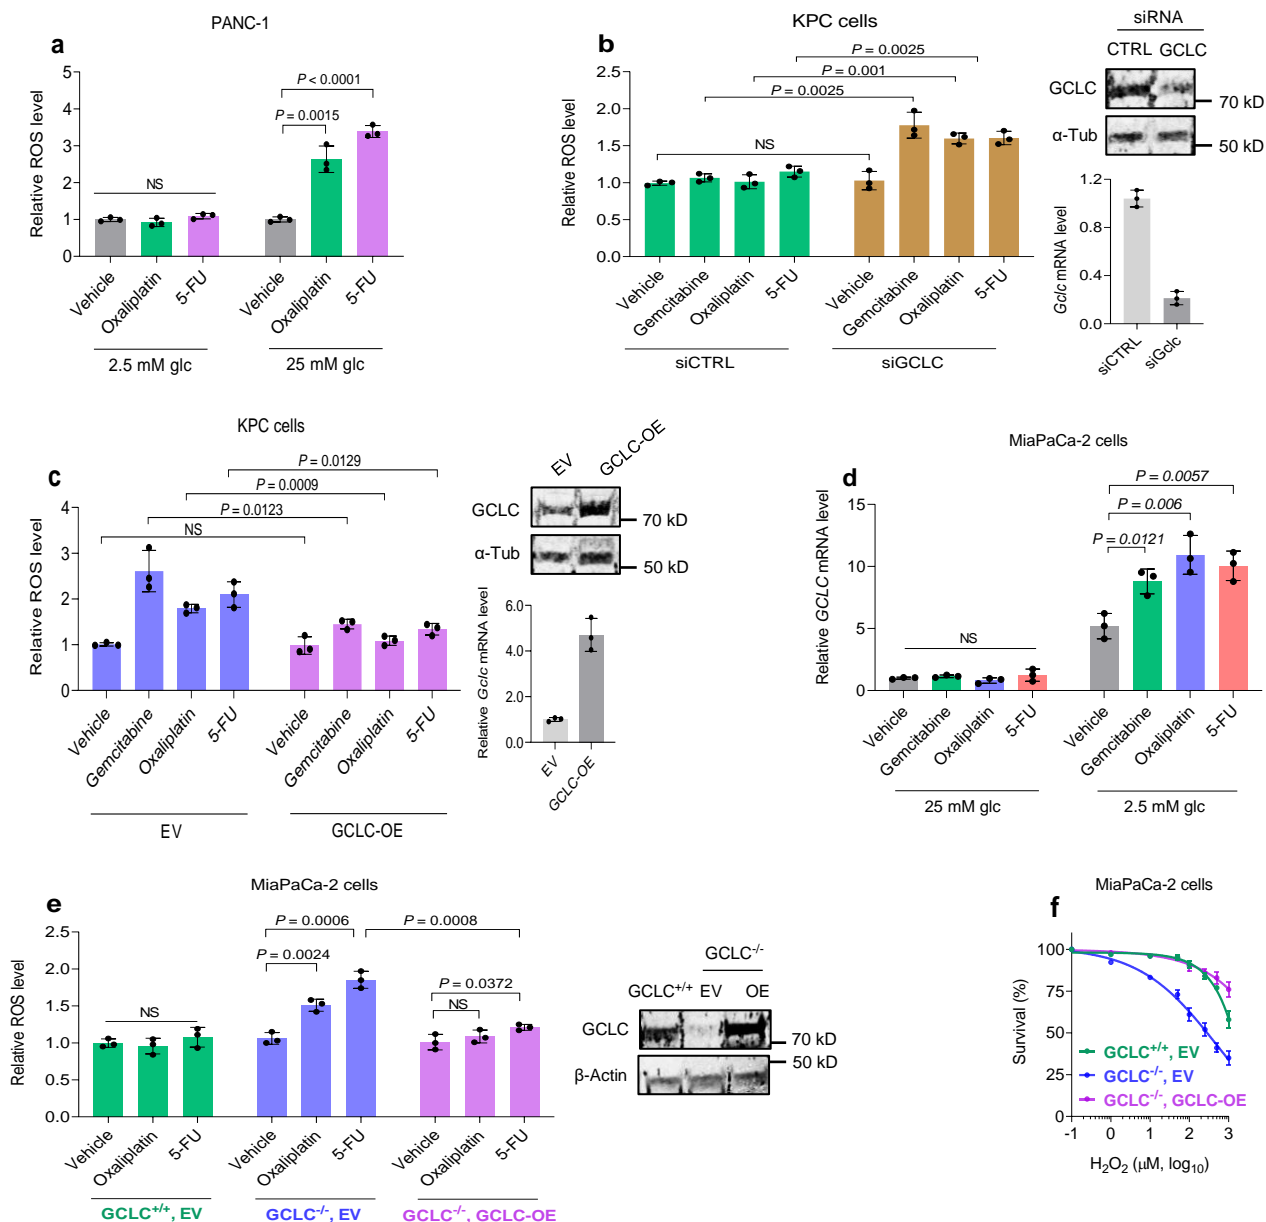 PANC-1
a
Relative ROS level
5
4
3
2
1
0
NS
P = 0.0015
P < 0.0001
Vehicle
Oxaliplatin
5-FU
Vehicle
Oxaliplatin
5-FU
2.5 mM glc
25 mM glc
KPC cells
b
Relative ROS level
2.5
2.0
1.5
1.0
0.5
0.0
P = 0.0025
P = 0.001
P = 0.0025
NS
Vehicle
Gemcitabine
Oxaliplatin
5-FU
Vehicle
Gemcitabine
Oxaliplatin
5-FU
siCTRL
siGCLC
siRNA
CTRL GCLC
GCLC
70 kD
α-Tub
50 kD
Gclc mRNA level
1.2
0.8
0.4
0.0
siCTRL
siGclc
KPC cells
c
Relative ROS level
4
3
2
1
0
P = 0.0129
P = 0.0009
P = 0.0123
NS
Vehicle
Gemcitabine
Oxaliplatin
5-FU
Vehicle
Gemcitabine
Oxaliplatin
5-FU
EV
GCLC-OE
EV
GCLC-OE
GCLC
70 kD
α-Tub
50 kD
Relative Gclc mRNA level
6.0
4.0
2.0
0.0
EV
GCLC-OE
MiaPaCa-2 cells
d
Relative GCLC mRNA level
15
10
5
0
P = 0.0057
P = 0.006
P = 0.0121
NS
Vehicle
Gemcitabine
Oxaliplatin
5-FU
Vehicle
Gemcitabine
Oxaliplatin
5-FU
25 mM glc
2.5 mM glc
MiaPaCa-2 cells
e
Relative ROS level
2.5
2.0
1.5
1.0
0.5
0.0
P = 0.0006
P = 0.0008
P = 0.0024
P = 0.0372
NS
NS
Vehicle
Oxaliplatin
5-FU
Vehicle
Oxaliplatin
5-FU
Vehicle
Oxaliplatin
5-FU
GCLC+/+, EV
GCLC-/-, EV
GCLC-/-, GCLC-OE
GCLC-/-
GCLC+/+ EV OE
GCLC
70 kD
50 kD
β-Actin
MiaPaCa-2 cells
f
Survival (%)
100
75
50
25
0
GCLC+/+, EV
GCLC-/-, EV
GCLC-/-, GCLC-OE
-1 0 1 2 3
H2O2 (μM, log10)